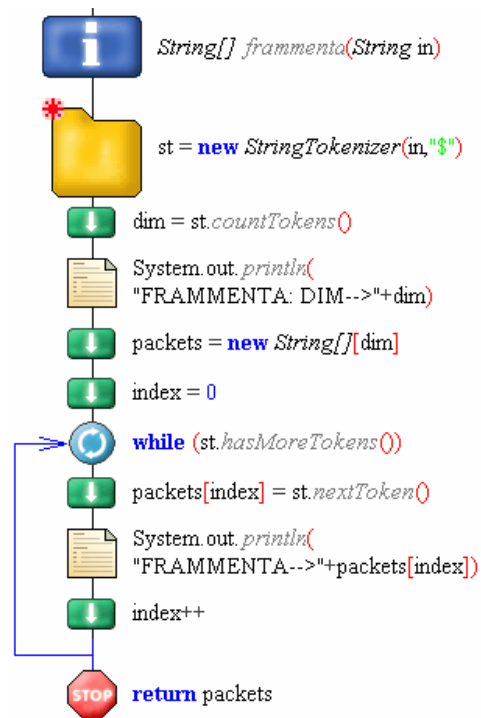 String[] frammenta(String in)
st = new StringTokenizer(in,"$")
dim = st.countTokens()
System.out.println(
"FRAMMENTA: DIM-->"+dim)
packets = new String[][dim]
index = 0
while (st.hasMoreTokens())
packets[index] = st.nextToken()
System.out.println(
"FRAMMENTA-->"+packets[index])
index++
STOP
return packets